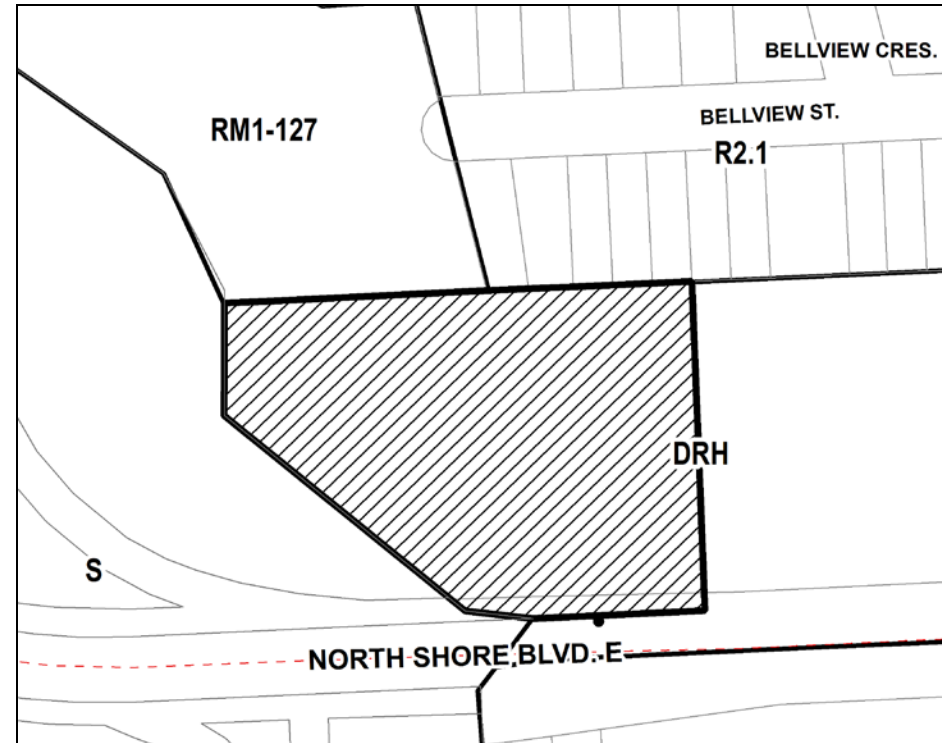 BELLVIEW CRES.
BELLVIEW ST.
RM1-127
R2.1
DRH
S
NORTH SHORE BLVD. E